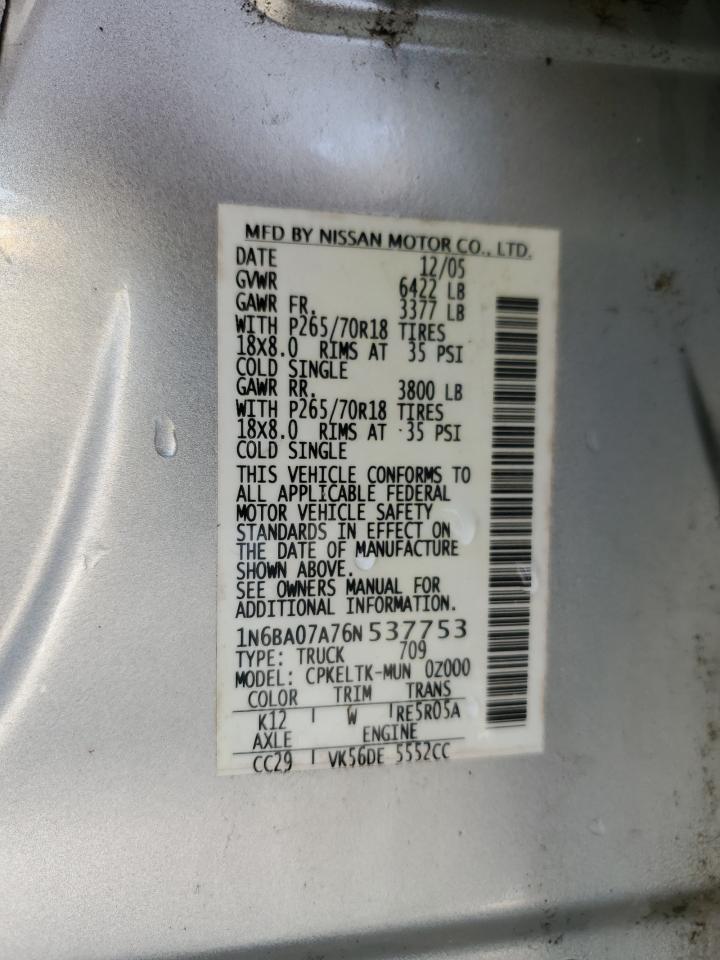 MFD BY NISSAN MOTOR CO., LTD.
DATE 12/05
GVWR 6422 LB
GAWR FR. 3377 LB
WITH P265/70R18 TIRES
18X8.0 RIMS AT 35 PSI
COLD SINGLE
GAWR RR. 3800 LB
WITH P265/70R18 TIRES
18X8.0 RIMS AT 35 PSI
COLD SINGLE
THIS VEHICLE CONFORMS TO
ALL APPLICABLE FEDERAL
MOTOR VEHICLE SAFETY
STANDARDS IN EFFECT ON
THE DATE OF MANUFACTURE
SHOWN ABOVE.
SEE OWNERS MANUAL FOR
ADDITIONAL INFORMATION.
1N6BA07A76N537753
TYPE: TRUCK 709
MODEL: CPKELTK-MUN 0Z000
COLOR TRIM TRANS
K12 W RE5R05A
AXLE ENGINE
CC29 VK56DE 5552CC